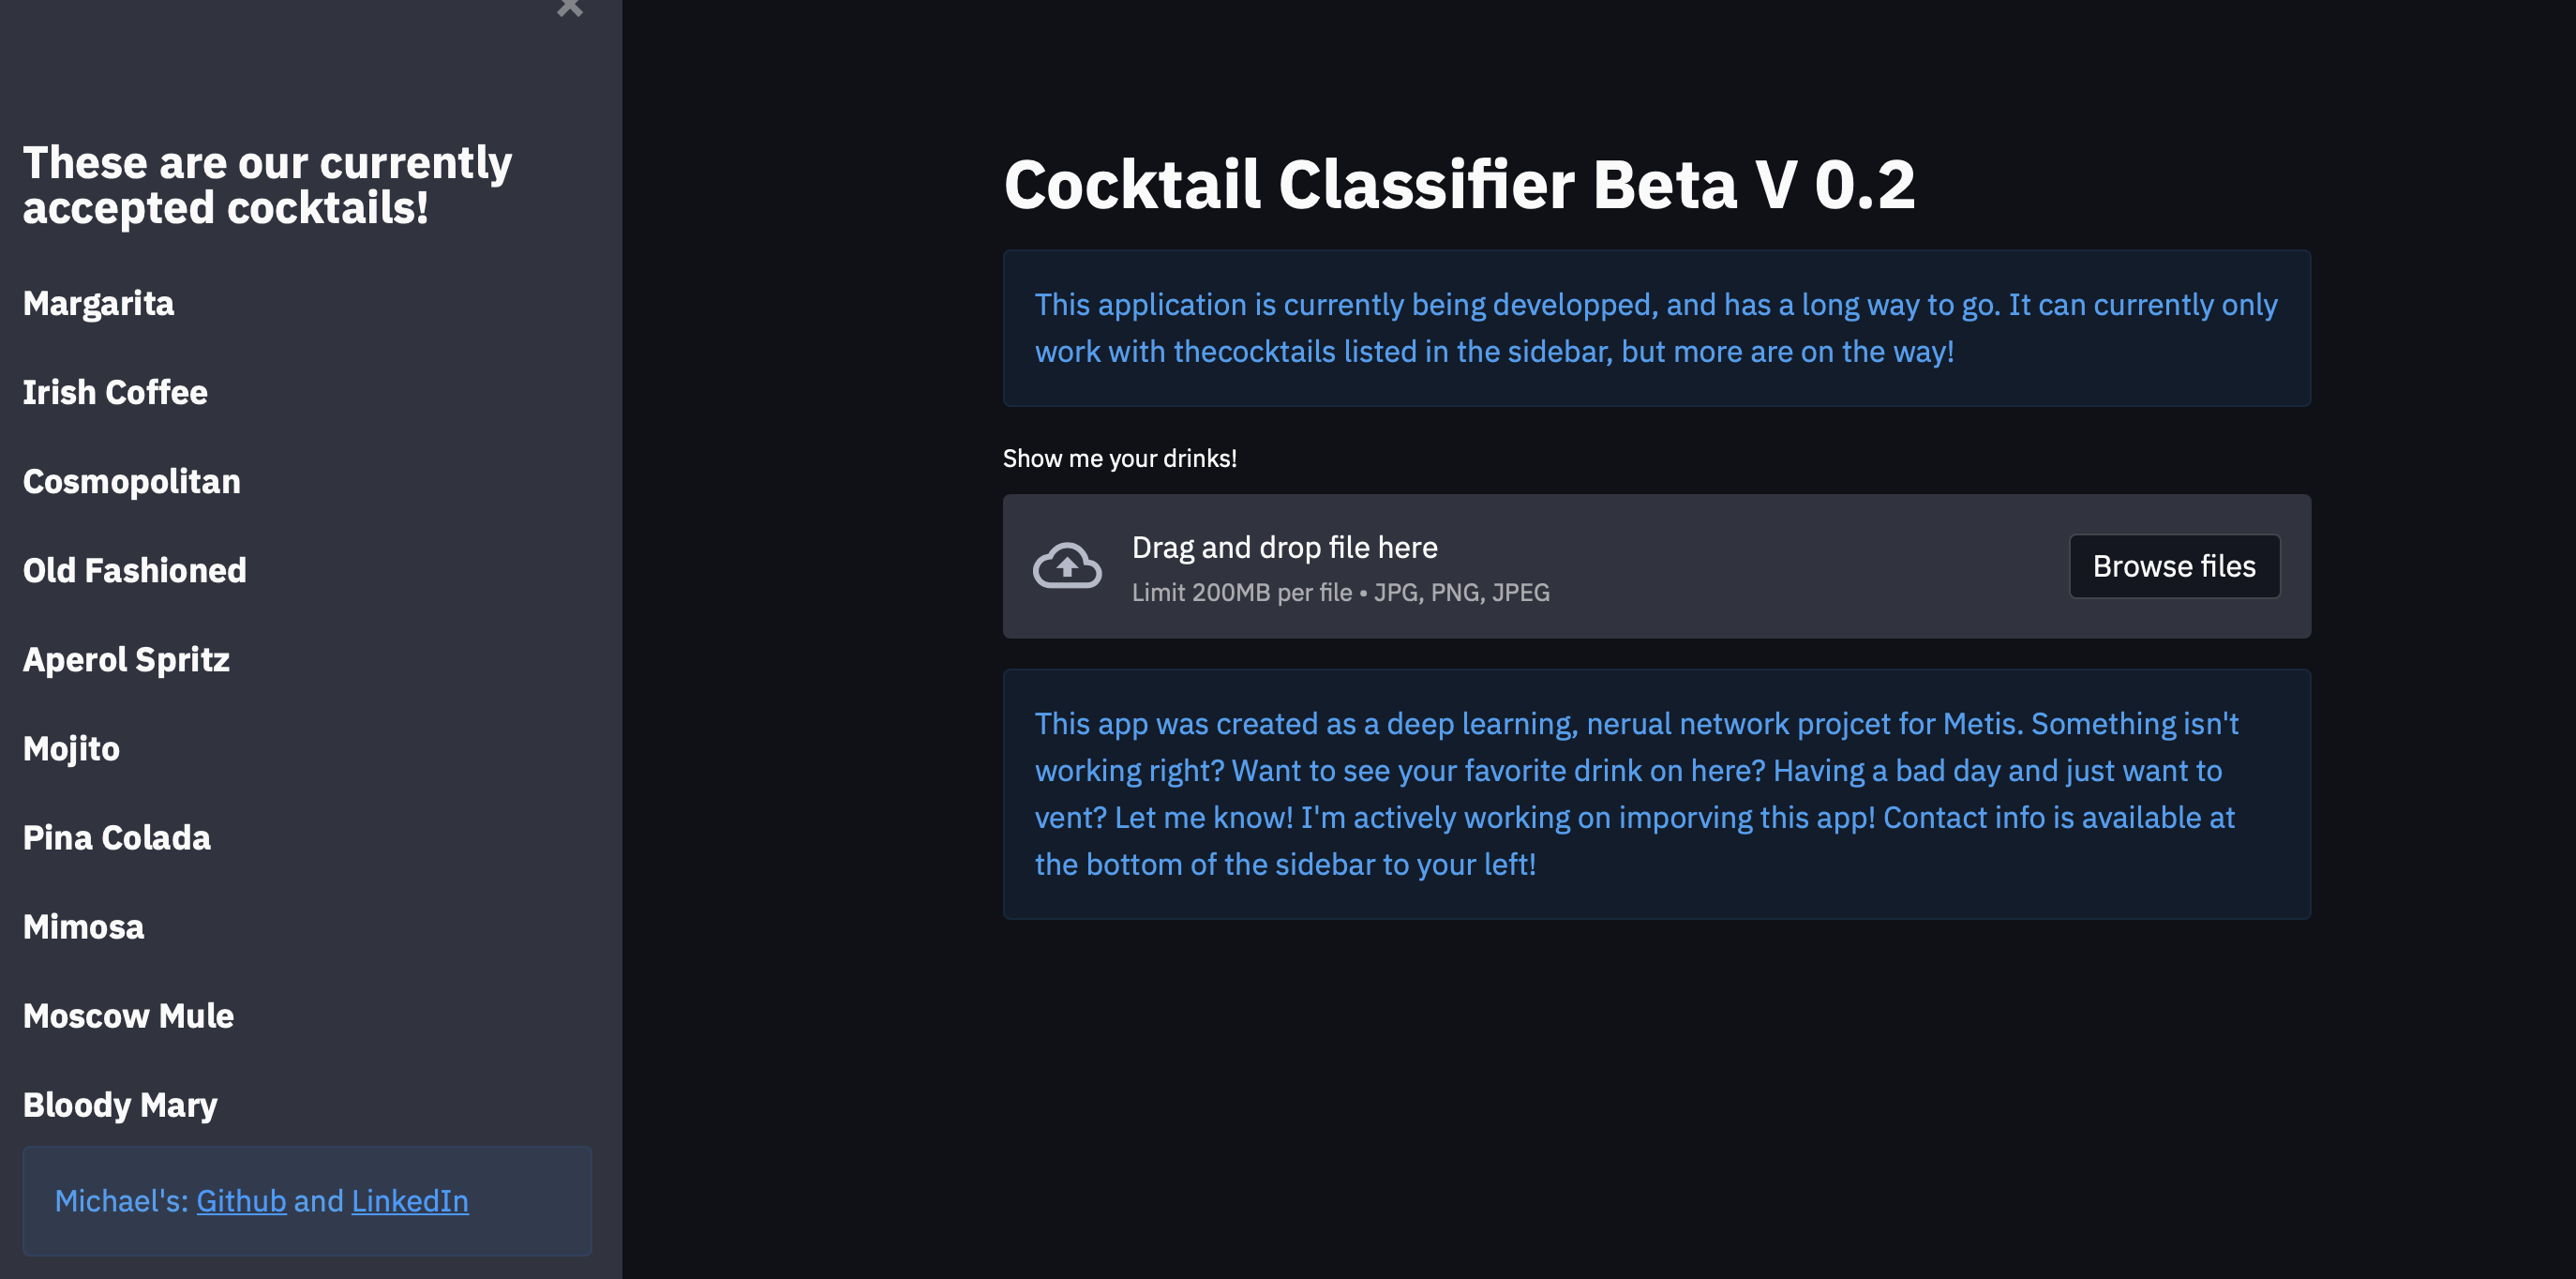 These are our currently
accepted cocktails!
Margarita
Irish Coffee
Cosmopolitan
Old Fashioned
Aperol Spritz
Mojito
Pina Colada
Mimosa
Moscow Mule
Bloody Mary
Michael's: Github and LinkedIn
Cocktail Classifier Beta V 0.2
This application is currently being developped, and has a long way to go. It can currently only
work with thecocktails listed in the sidebar, but more are on the way!
Show me your drinks!
Drag and drop file here
Limit 200MB per file • JPG, PNG, JPEG
Browse files
This app was created as a deep learning, nerual network projcet for Metis. Something isn't
working right? Want to see your favorite drink on here? Having a bad day and just want to
vent? Let me know! I'm actively working on imporving this app! Contact info is available at
the bottom of the sidebar to your left!